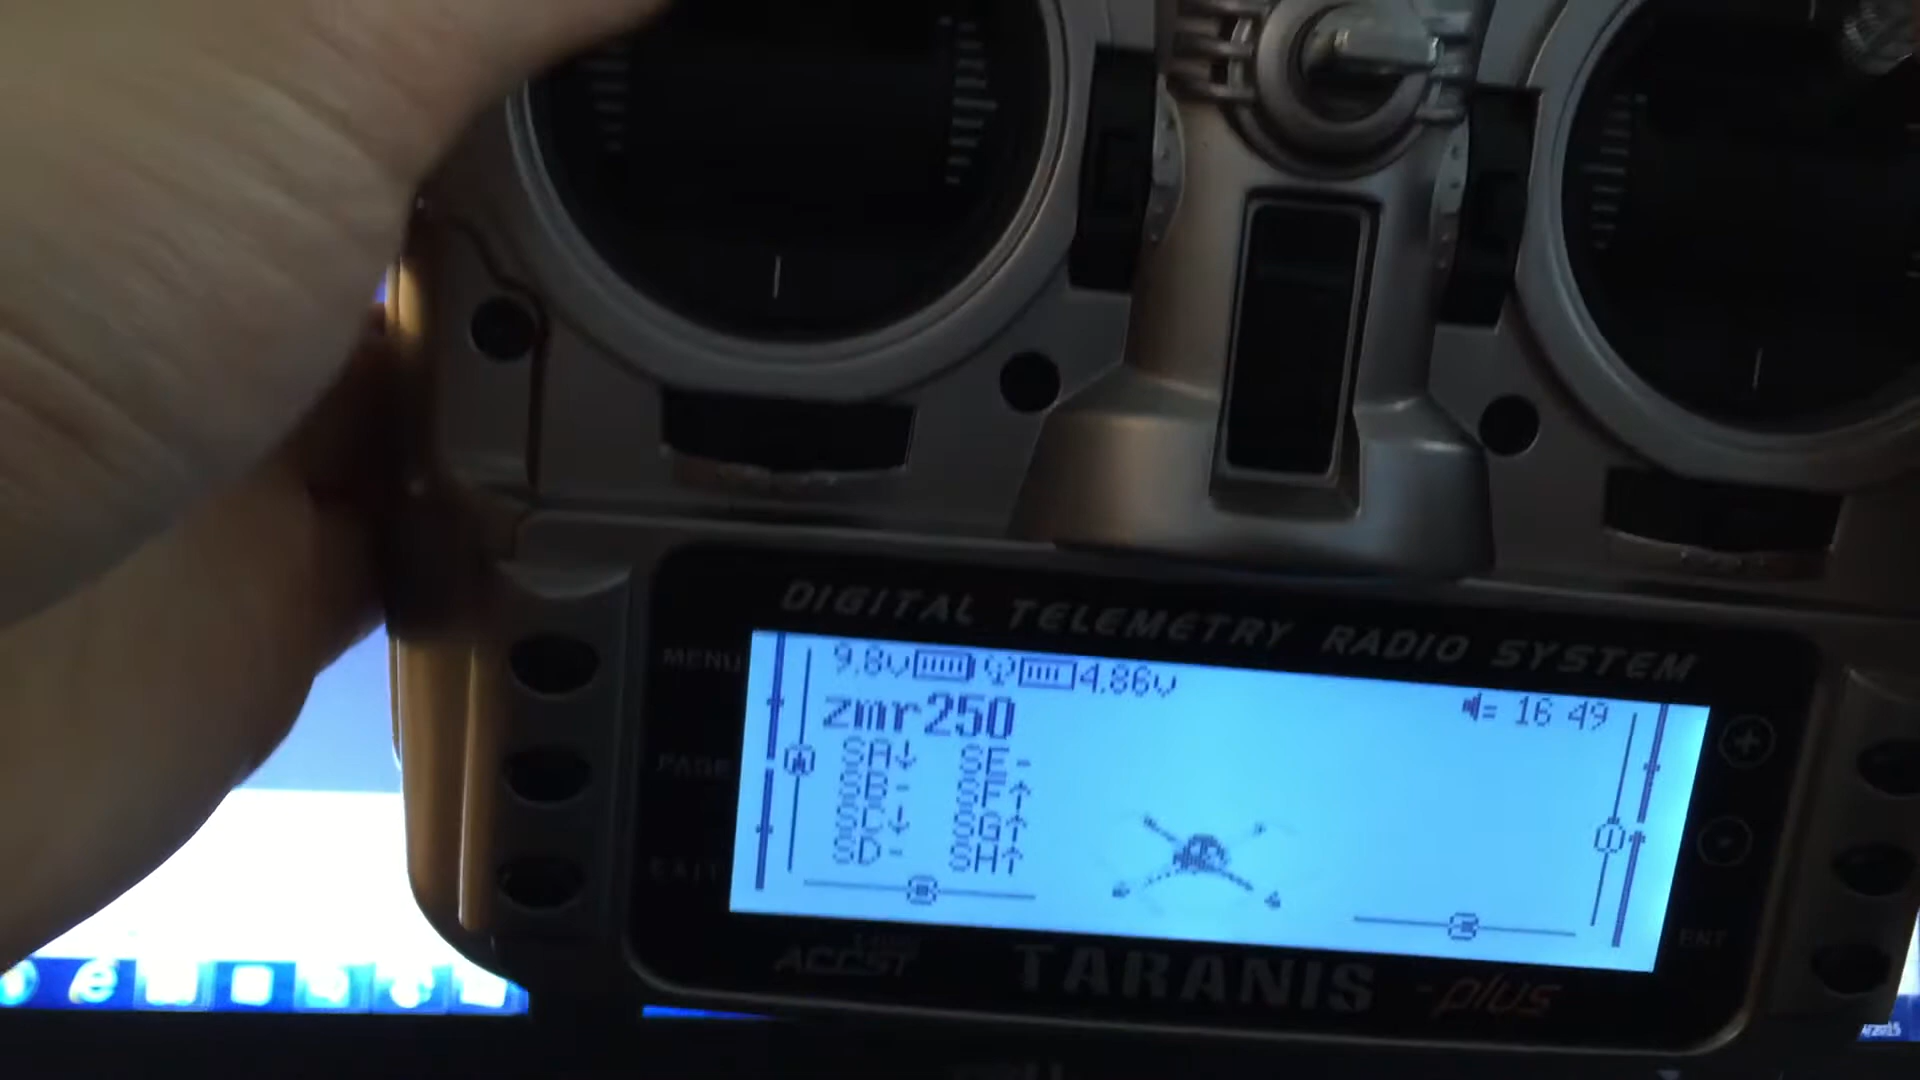 DIGITAL TELEMETRY RADIO SYSTEM
MENU
PAGE
EXIT
ENT
9.8v 4.86v
16 49
zmr250
SA↓ SE-
SB- SF↑
SC↓ SG↑
SD- SH↑
ACCST
TARANIS -plus